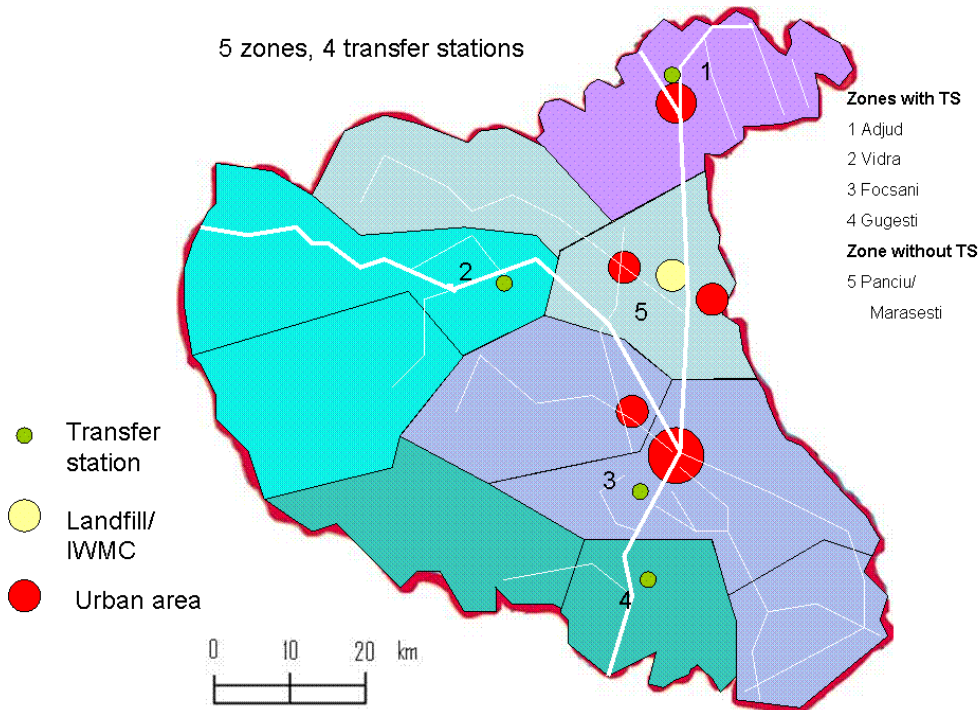 5 zones, 4 transfer stations
1
Zones with TS
1 Adjud
2 Vidra
3 Focsani
4 Gugesti
Zone without TS
5 Panciu/
Marasesti
2
5
3
4
Transfer
station
Landfill/
IWMC
Urban area
0 10 20 km